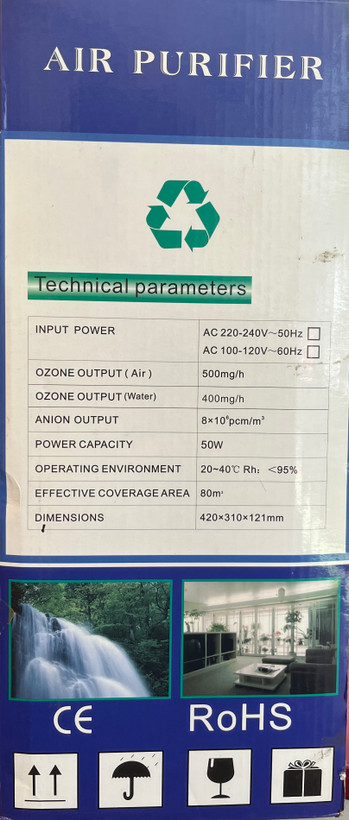 AIR PURIFIER
Technical parameters
INPUT POWER
AC 220-240V～50Hz
AC 100-120V～60Hz
OZONE OUTPUT ( Air ) 500mg/h
OZONE OUTPUT (Water) 400mg/h
ANION OUTPUT 8×10⁶pcm/m³
POWER CAPACITY 50W
OPERATING ENVIRONMENT 20~40℃ Rh: ＜95%
EFFECTIVE COVERAGE AREA 80m²
DIMENSIONS 420×310×121mm
CE RoHS